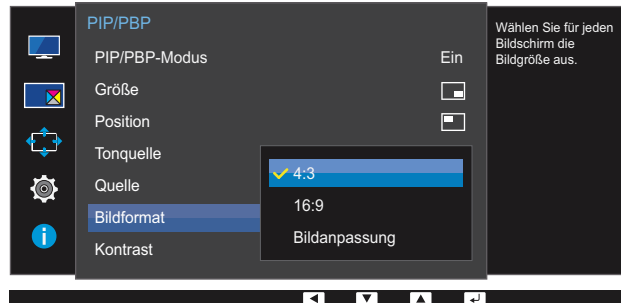 PIP/PBP
PIP/PBP-Modus Ein
Größe
Position
Tonquelle
Quelle
Bildformat
Kontrast
4:3
16:9
Bildanpassung
Wählen Sie für jeden
Bildschirm die
Bildgröße aus.